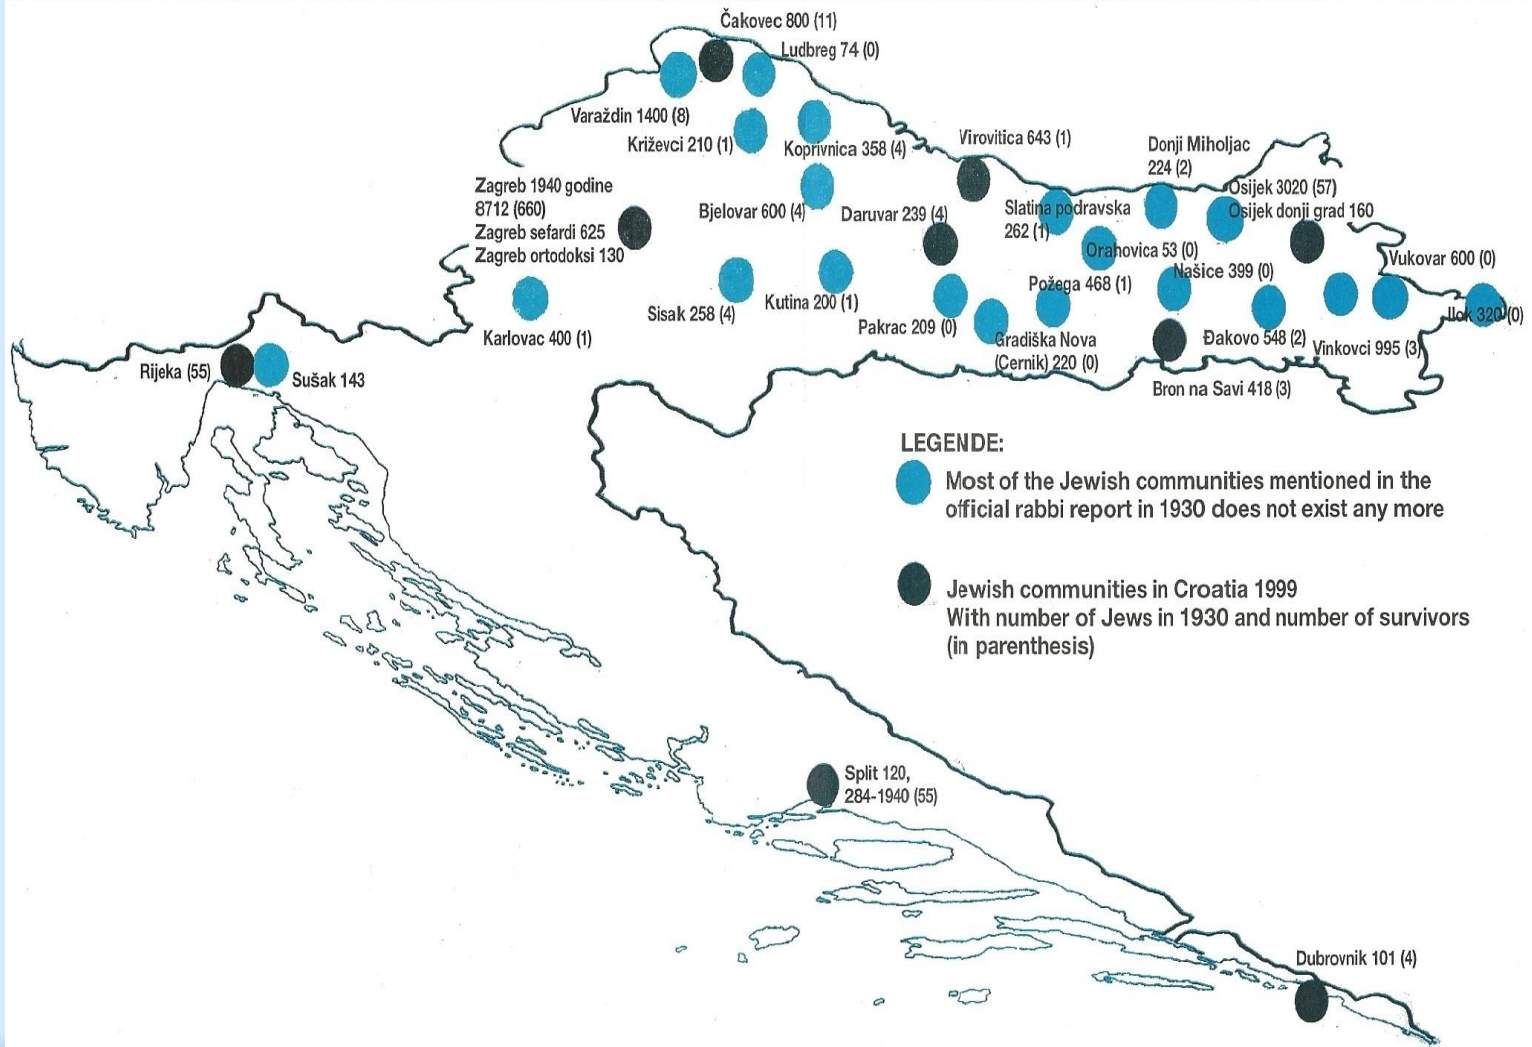 Čakovec 800 (11)
Ludbreg 74 (0)
Varaždin 1400 (8)
Križevci 210 (1)
Koprivnica 358 (4)
Virovitica 643 (1)
Donji Miholjac
224 (2)
Zagreb 1940 godine
8712 (660)
Zagreb sefardi 625
Zagreb ortodoksi 130
Bjelovar 600 (4)
Daruvar 239 (4)
Slatina podravska
262 (1)
Osijek 3020 (57)
Osijek donji grad 160
Orahovica 53 (0)
Našice 399 (0)
Vukovar 600 (0)
Karlovac 400 (1)
Sisak 258 (4)
Kutina 200 (1)
Pakrac 209 (0)
Požega 468 (1)
Gradiška Nova
(Cernik) 220 (0)
Đakovo 548 (2)
Vinkovci 995 (3)
Ilok 320 (0)
Rijeka (55)
Sušak 143
Bron na Savi 418 (3)
LEGENDE:
Most of the Jewish communities mentioned in the
official rabbi report in 1930 does not exist any more
Jewish communities in Croatia 1999
With number of Jews in 1930 and number of survivors
(in parenthesis)
Split 120,
284-1940 (55)
Dubrovnik 101 (4)